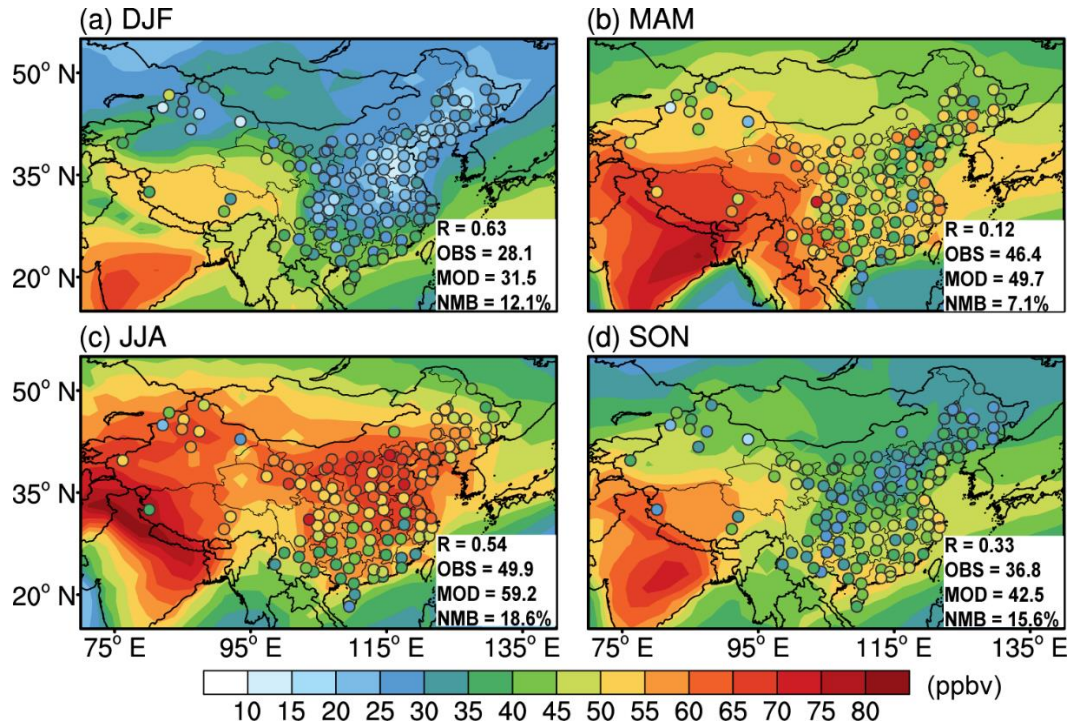 (a) DJF
(b) MAM
50° N
35° N
20° N
R = 0.63
OBS = 28.1
MOD = 31.5
NMB = 12.1%
R = 0.12
OBS = 46.4
MOD = 49.7
NMB = 7.1%
(c) JJA
(d) SON
50° N
35° N
20° N
R = 0.54
OBS = 49.9
MOD = 59.2
NMB = 18.6%
R = 0.33
OBS = 36.8
MOD = 42.5
NMB = 15.6%
75° E 95° E 115° E 135° E 75° E 95° E 115° E 135° E
(ppbv)
10 15 20 25 30 35 40 45 50 55 60 65 70 75 80